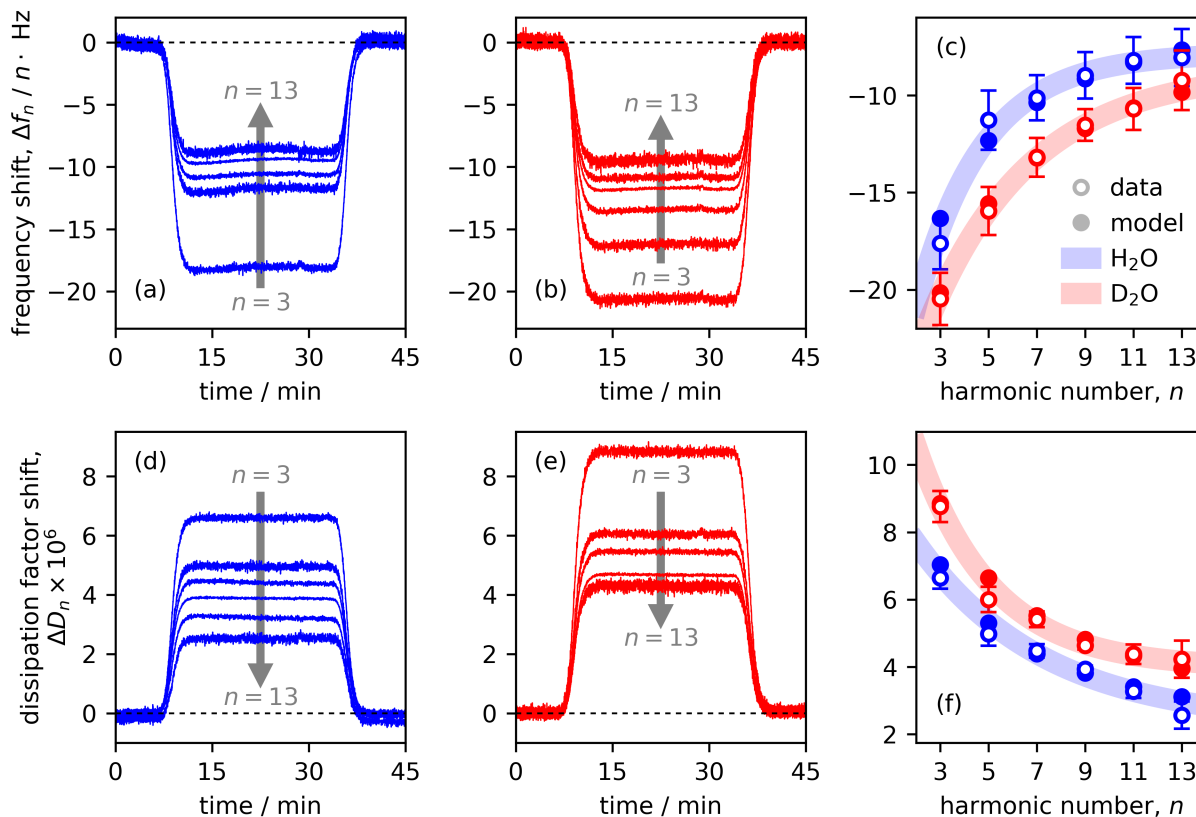 frequency shift, Δfₙ / n · Hz
0
−5
−10
−15
−20
n = 13
n = 3
(a)
0 15 30 45
time / min
0
−5
−10
−15
−20
n = 13
n = 3
(b)
0 15 30 45
time / min
(c)
−10
−15
−20
data
model
H₂O
D₂O
3 5 7 9 11 13
harmonic number, n
dissipation factor shift,
ΔDₙ × 10⁶
(d)
8
6
4
2
0
n = 3
n = 13
0 15 30 45
time / min
(e)
8
6
4
2
0
n = 3
n = 13
0 15 30 45
time / min
10
8
6
4
2
(f)
3 5 7 9 11 13
harmonic number, n